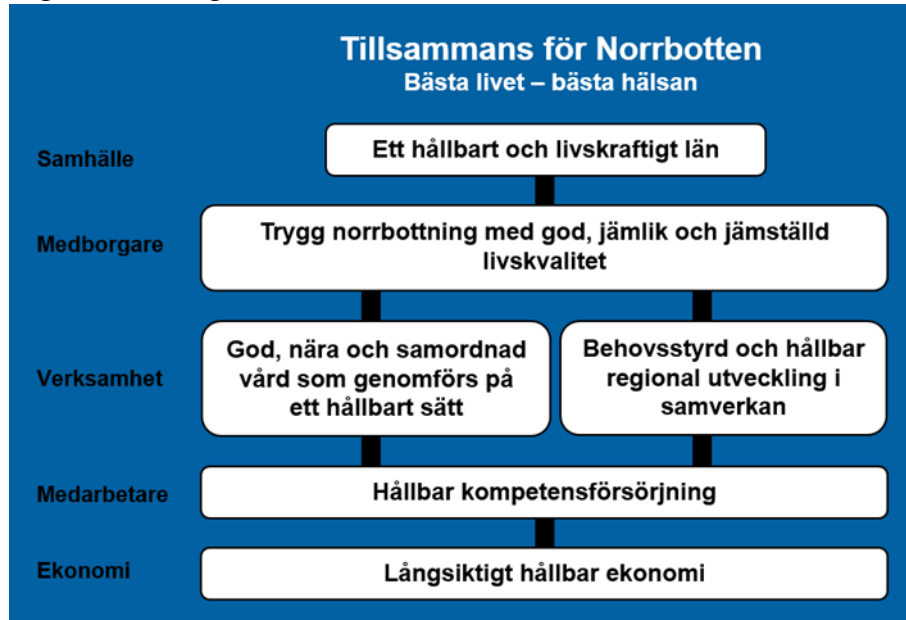 Tillsammans för Norrbotten
Bästa livet – bästa hälsan
Samhälle
Ett hållbart och livskraftigt län
Medborgare
Trygg norrbottning med god, jämlik och jämställd
livskvalitet
Verksamhet
God, nära och samordnad
vård som genomförs på
ett hållbart sätt
Behovsstyrd och hållbar
regional utveckling i
samverkan
Medarbetare
Hållbar kompetensförsörjning
Ekonomi
Långsiktigt hållbar ekonomi